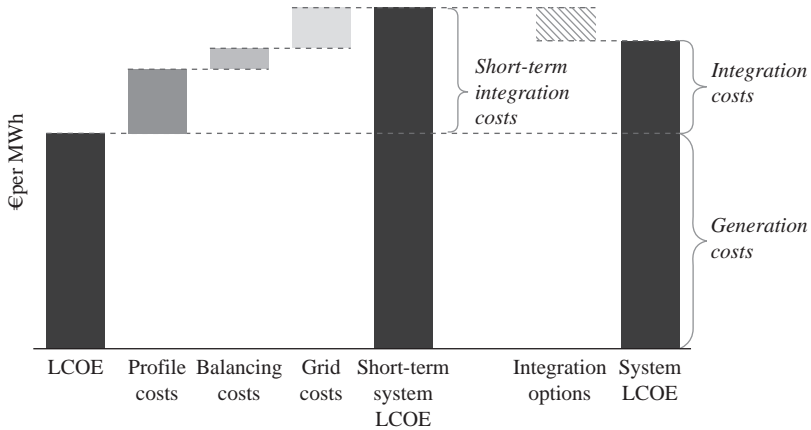 €per MWh
Short-term
integration
costs
Integration
costs
Generation
costs
LCOE
Profile
costs
Balancing
costs
Grid
costs
Short-term
system
LCOE
Integration
options
System
LCOE